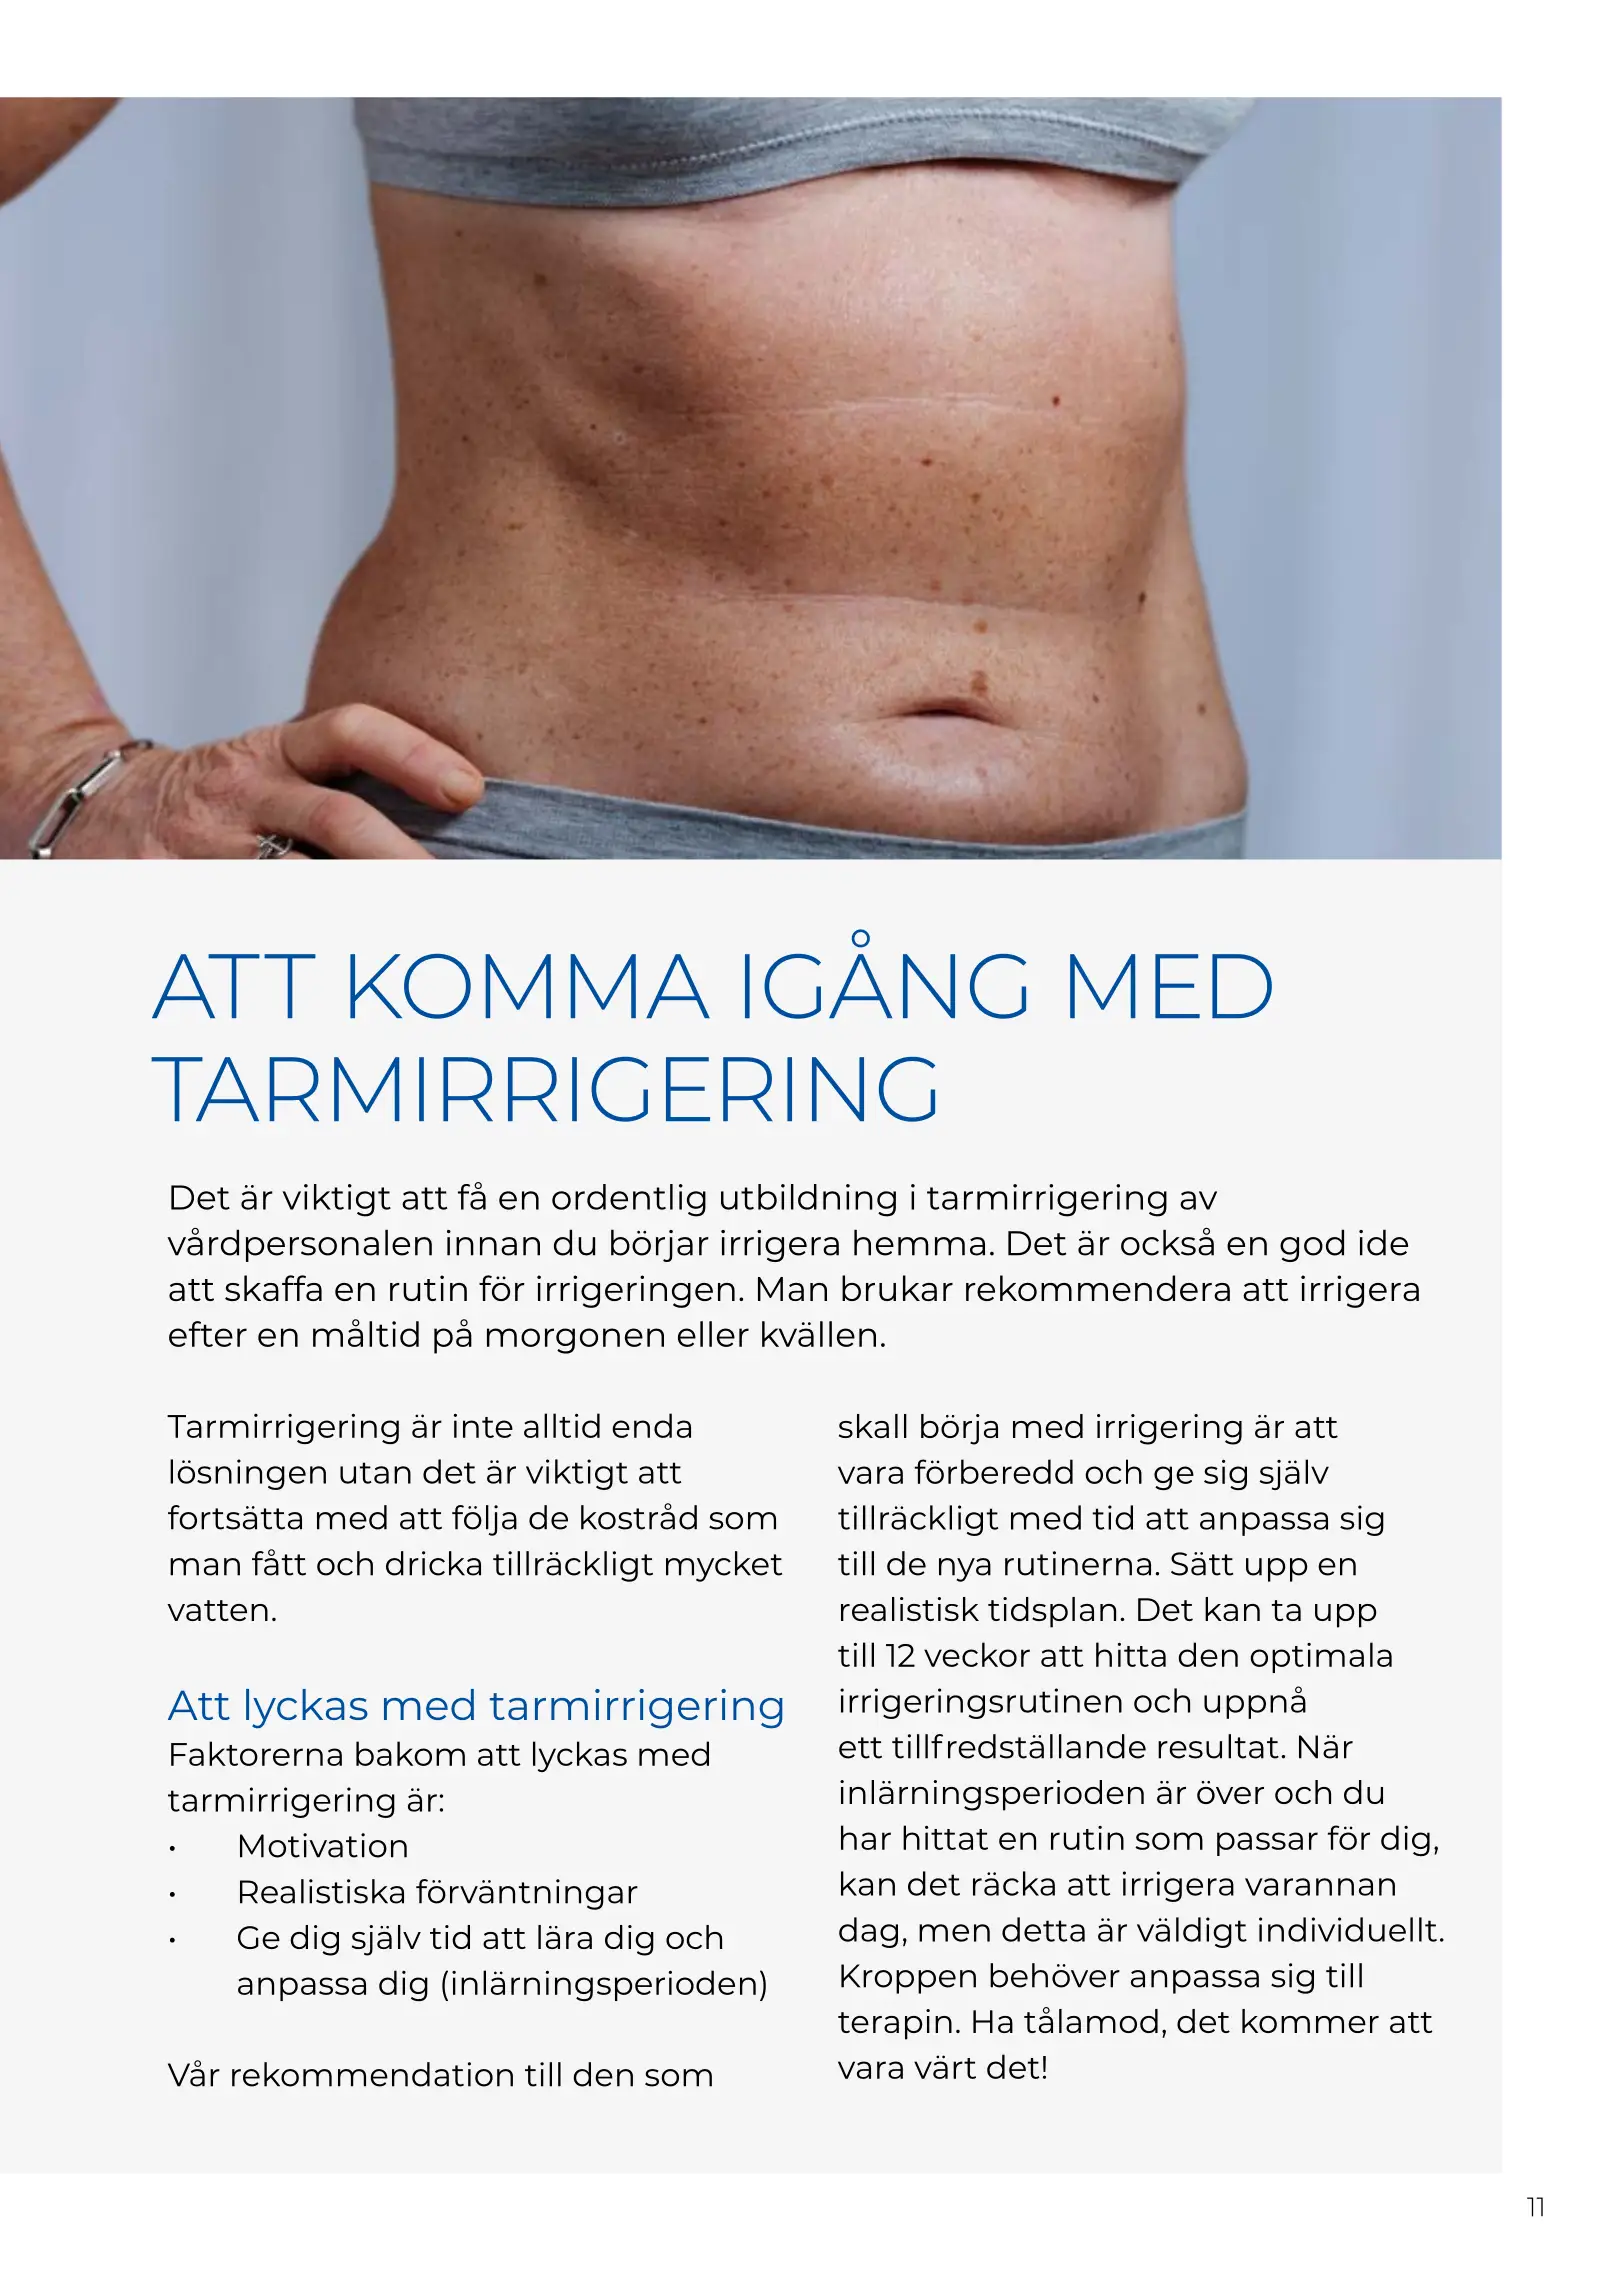 ATT KOMMA IGÅNG MED
TARMIRRIGERING
Det är viktigt att få en ordentlig utbildning i tarmirrigering av
vårdpersonalen innan du börjar irrigera hemma. Det är också en god ide
att skaffa en rutin för irrigeringen. Man brukar rekommendera att irrigera
efter en måltid på morgonen eller kvällen.
Tarmirrigering är inte alltid enda
lösningen utan det är viktigt att
fortsätta med att följa de kostråd som
man fått och dricka tillräckligt mycket
vatten.
Att lyckas med tarmirrigering
Faktorerna bakom att lyckas med
tarmirrigering är:
• Motivation
• Realistiska förväntningar
• Ge dig själv tid att lära dig och
anpassa dig (inlärningsperioden)
Vår rekommendation till den som
skall börja med irrigering är att
vara förberedd och ge sig själv
tillräckligt med tid att anpassa sig
till de nya rutinerna. Sätt upp en
realistisk tidsplan. Det kan ta upp
till 12 veckor att hitta den optimala
irrigeringsrutinen och uppnå
ett tillfredställande resultat. När
inlärningsperioden är över och du
har hittat en rutin som passar för dig,
kan det räcka att irrigera varannan
dag, men detta är väldigt individuellt.
Kroppen behöver anpassa sig till
terapin. Ha tålamod, det kommer att
vara värt det!
11